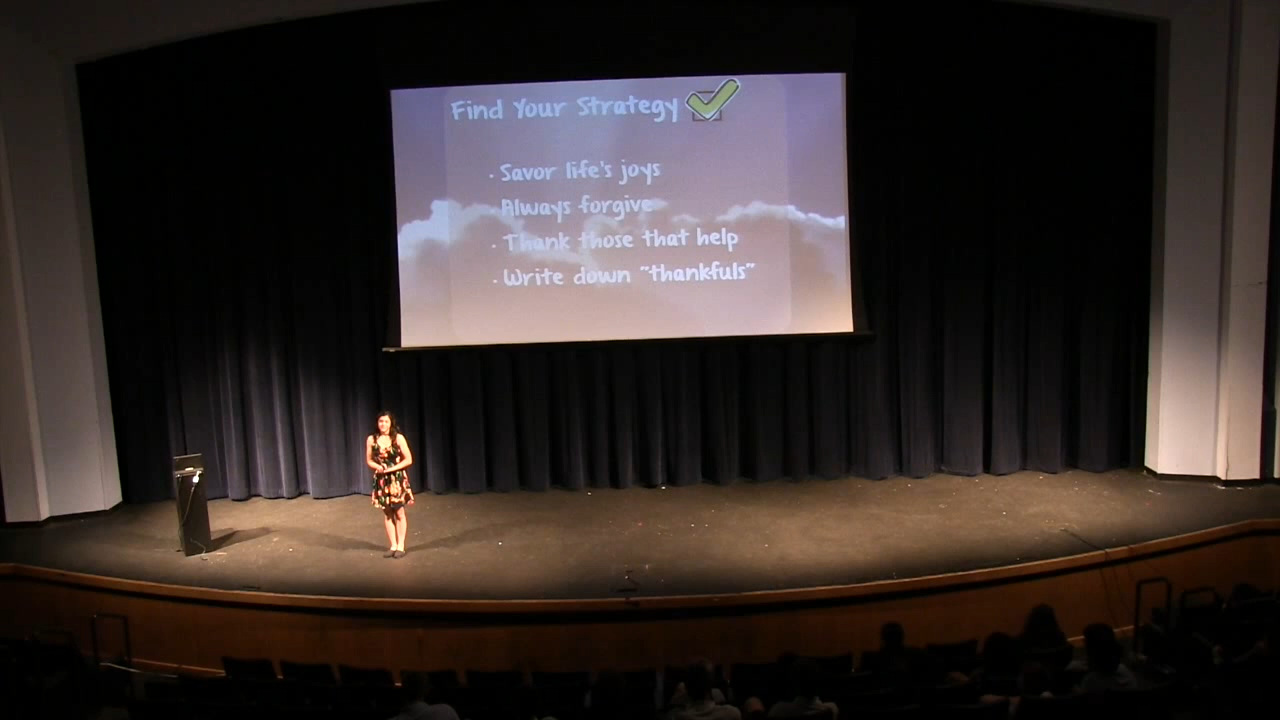 Find Your Strategy
· Savor life's joys
· Always forgive
· Thank those that help
· Write down "thankfuls"